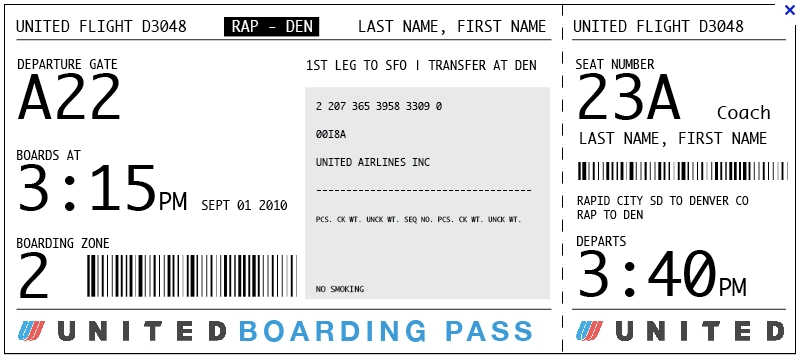 UNITED FLIGHT D3048 RAP - DEN LAST NAME, FIRST NAME
DEPARTURE GATE
A22
BOARDS AT
3:15PM SEPT 01 2010
BOARDING ZONE
2
1ST LEG TO SFO | TRANSFER AT DEN
2 207 365 3958 3309 0
00I8A
UNITED AIRLINES INC
------------------------------------
PCS. CK WT. UNCK WT. SEQ NO. PCS. CK WT. UNCK WT.
NO SMOKING
UNITED BOARDING PASS
UNITED FLIGHT D3048
SEAT NUMBER
23A Coach
LAST NAME, FIRST NAME
RAPID CITY SD TO DENVER CO
RAP TO DEN
DEPARTS
3:40PM
UNITED